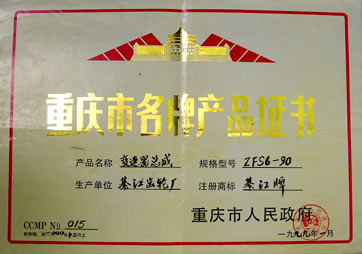 重庆市名牌产品证书
产品名称 变速器总成 规格型号 ZFS6-90
生产单位 綦江齿轮厂 注册商标 綦江牌
重庆市人民政府
CCMP No 015
一九九九年一月